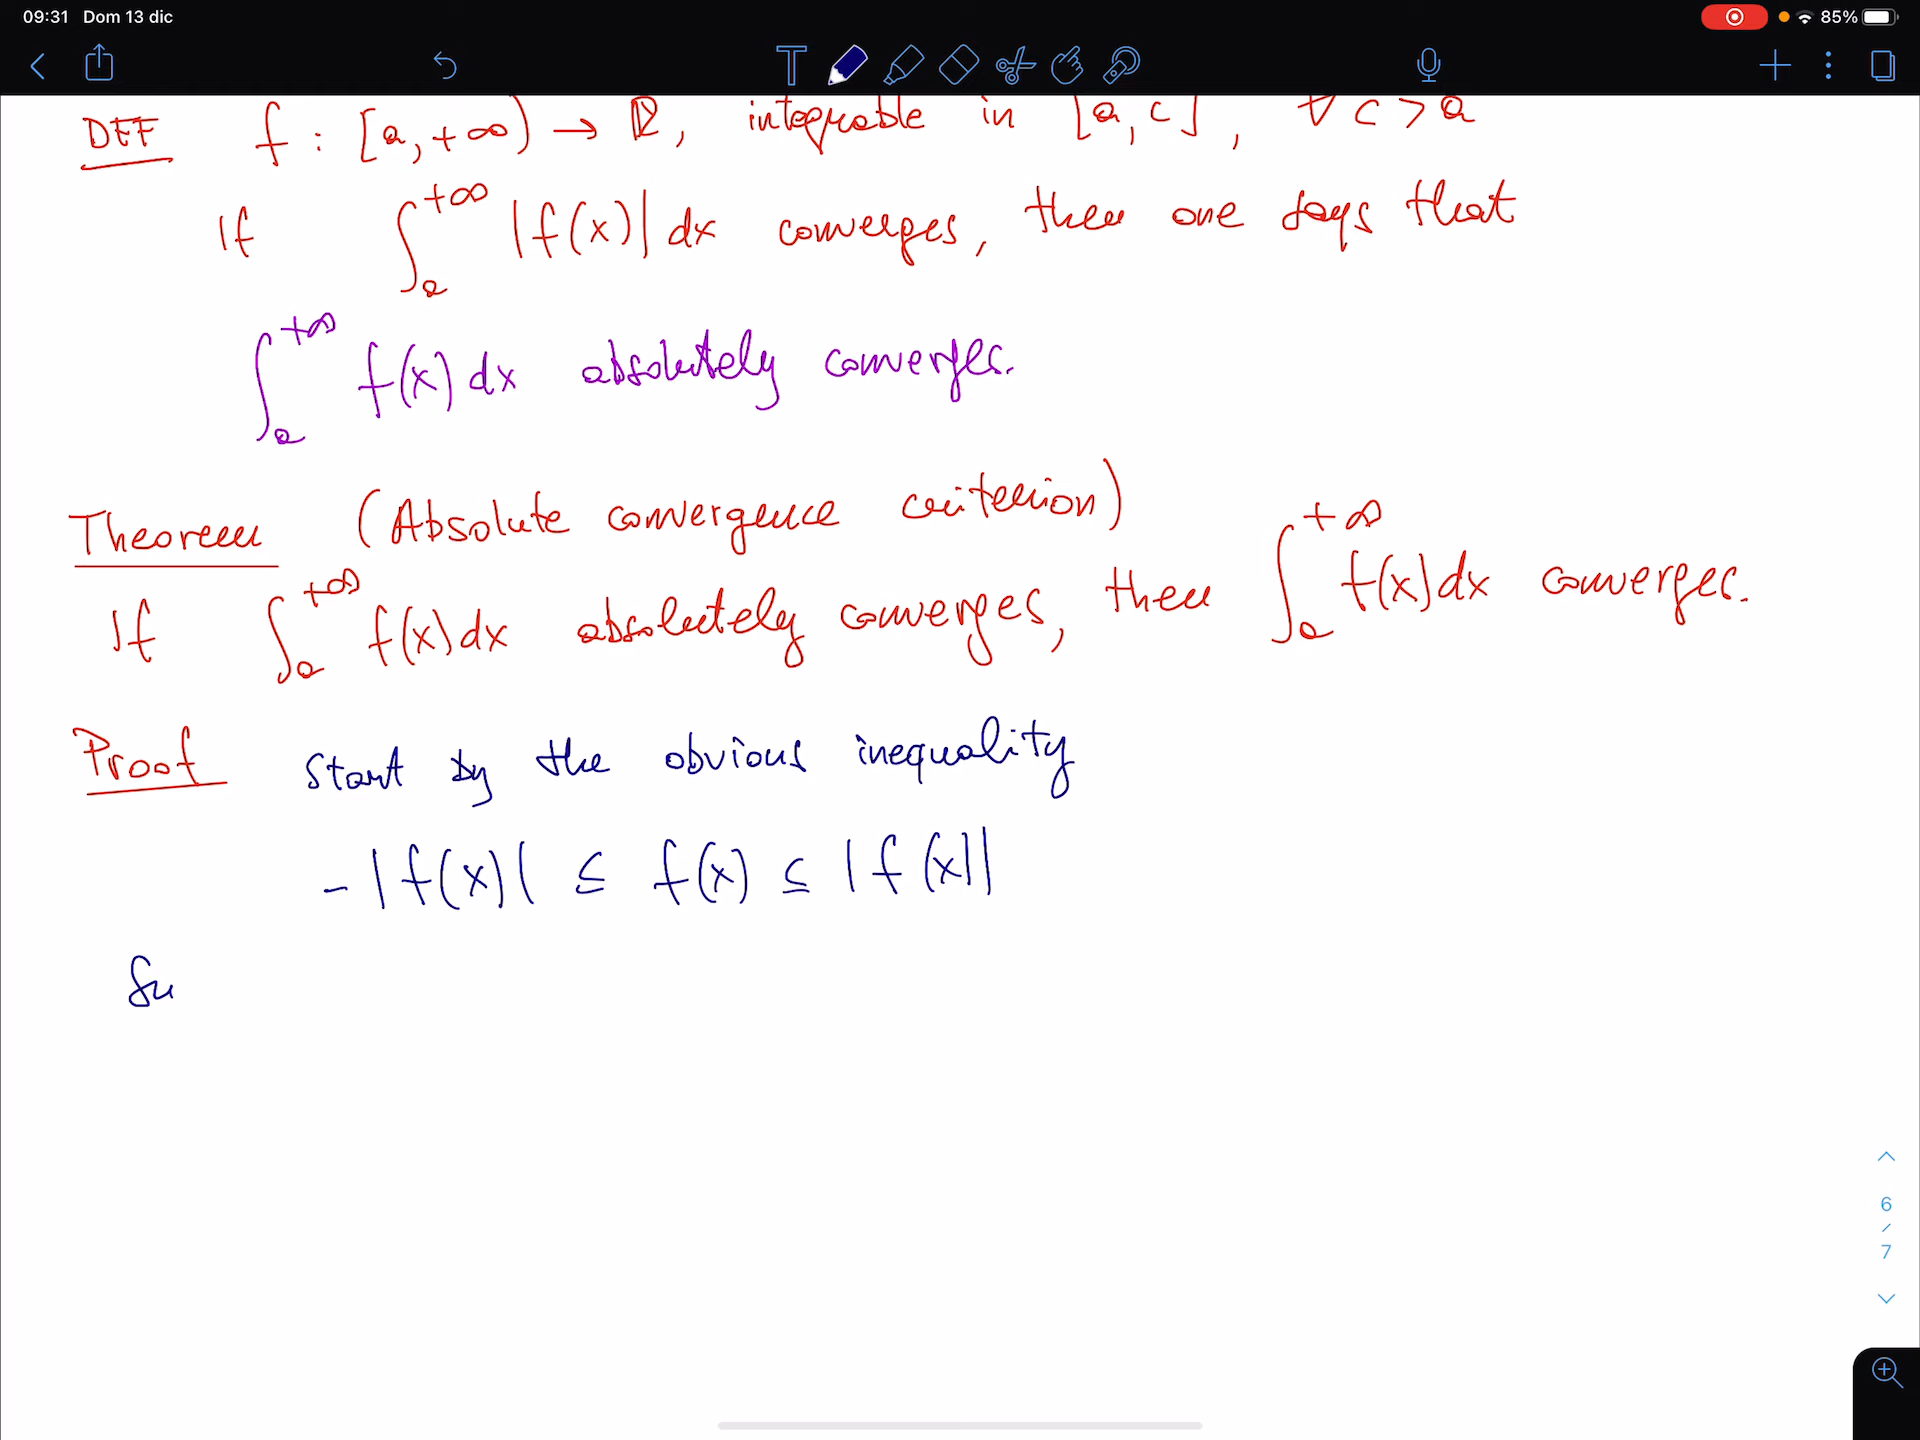 09:31 Dom 13 dic 85%
DEF f : [a, +∞) → ℝ, integrable in [a, c], ∀ c > a
If ∫_a^{+∞} |f(x)| dx converges, then one says that
∫_a^{+∞} f(x) dx absolutely converges.
Theorem (Absolute convergence criterion)
If ∫_a^{+∞} f(x) dx absolutely converges, then ∫_a^{+∞} f(x) dx converges.
Proof Start by the obvious inequality
-|f(x)| ≤ f(x) ≤ |f(x)|
Su
6
/
7